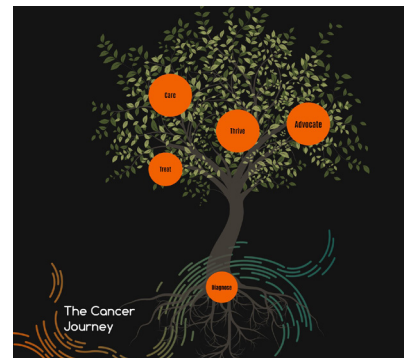 Care
Thrive
Advocate
Treat
Diagnose
The Cancer
Journey